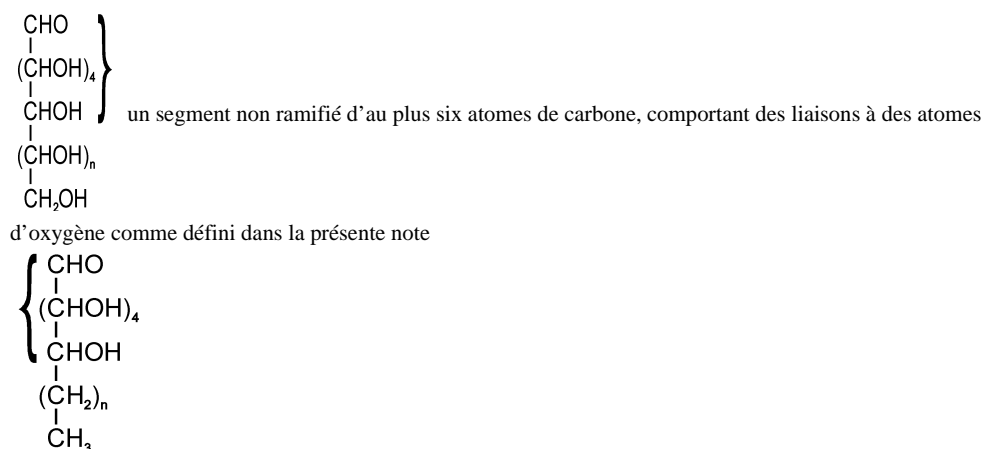 CHO
(CHOH)₄
CHOH
un segment non ramifié d’au plus six atomes de carbone, comportant des liaisons à des atomes
(CHOH)ₙ
CH₂OH
d’oxygène comme défini dans la présente note
CHO
(CHOH)₄
CHOH
(CH₂)ₙ
CH₃